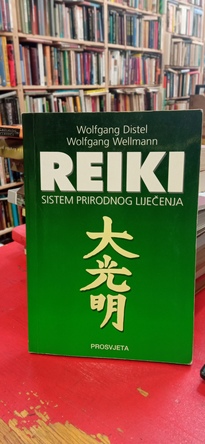 Wolfgang Distel
Wolfgang Wellmann
REIKI
SISTEM PRIRODNOG LIJEČENJA
大
光
明
PROSVJETA